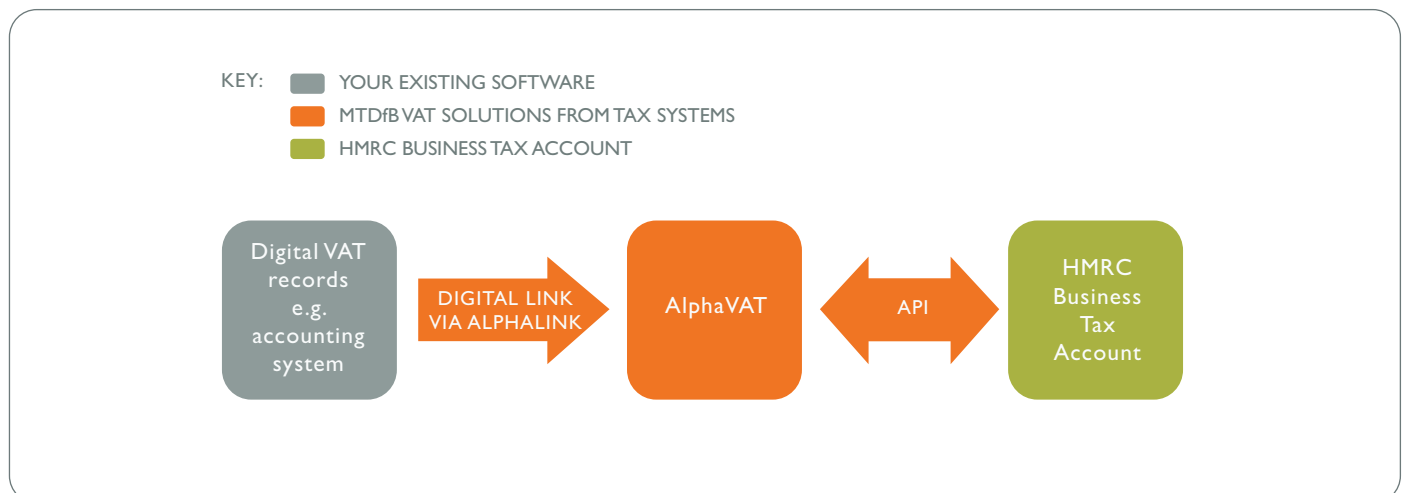 KEY:
YOUR EXISTING SOFTWARE
MTDfB VAT SOLUTIONS FROM TAX SYSTEMS
HMRC BUSINESS TAX ACCOUNT
Digital VAT
records
e.g.
accounting
system
DIGITAL LINK
VIA ALPHALINK
AlphaVAT
API
HMRC
Business
Tax
Account